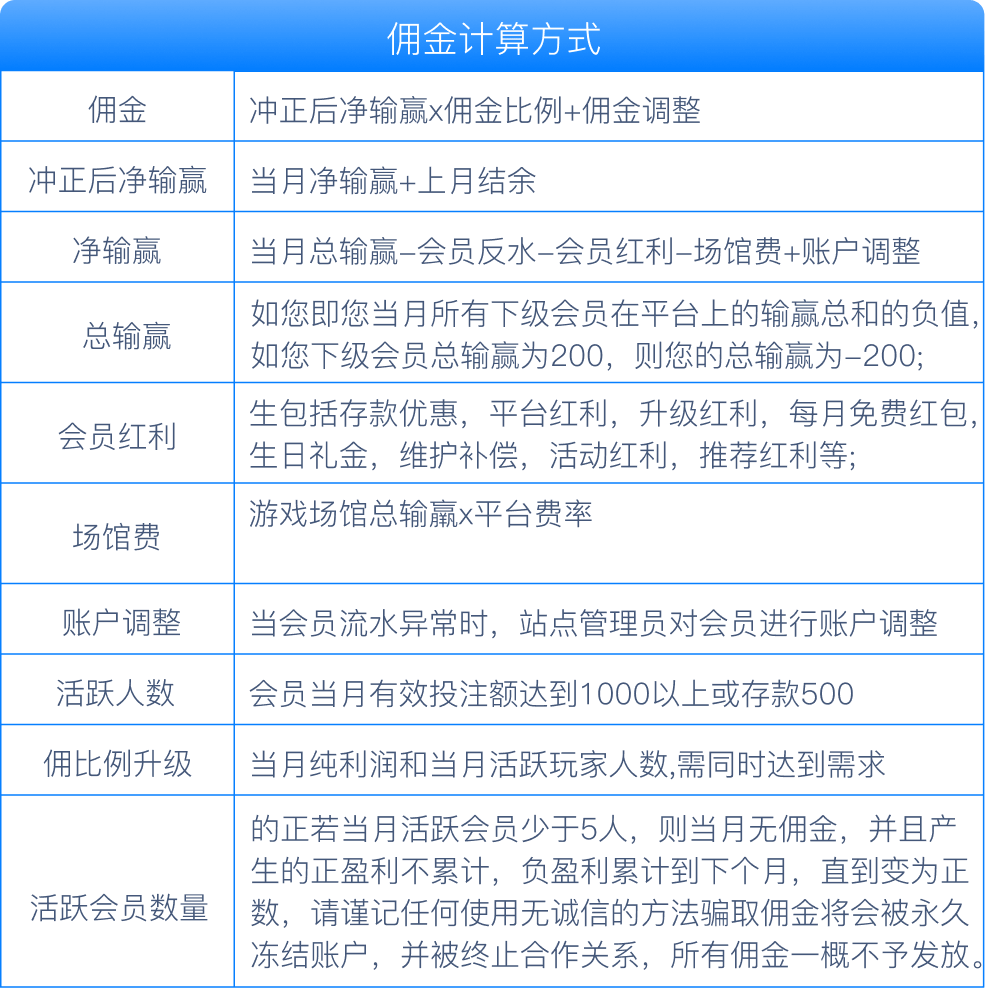 佣金计算方式
佣金
冲正后净输赢x佣金比例+佣金调整
冲正后净输赢
当月净输赢+上月结余
净输赢
当月总输赢-会员反水-会员红利-场馆费+账户调整
总输赢
如您即您当月所有下级会员在平台上的输赢总和的负值，
如您下级会员总输赢为200，则您的总输赢为-200;
会员红利
生包括存款优惠，平台红利，升级红利，每月免费红包，
生日礼金，维护补偿，活动红利，推荐红利等;
场馆费
游戏场馆总输羸x平台费率
账户调整
当会员流水异常时，站点管理员对会员进行账户调整
活跃人数
会员当月有效投注额达到1000以上或存款500
佣比例升级
当月纯利润和当月活跃玩家人数,需同时达到需求
活跃会员数量
的正若当月活跃会员少于5人，则当月无佣金，并且产
生的正盈利不累计，负盈利累计到下个月，直到变为正
数，请谨记任何使用无诚信的方法骗取佣金将会被永久
冻结账户，并被终止合作关系，所有佣金一概不予发放。